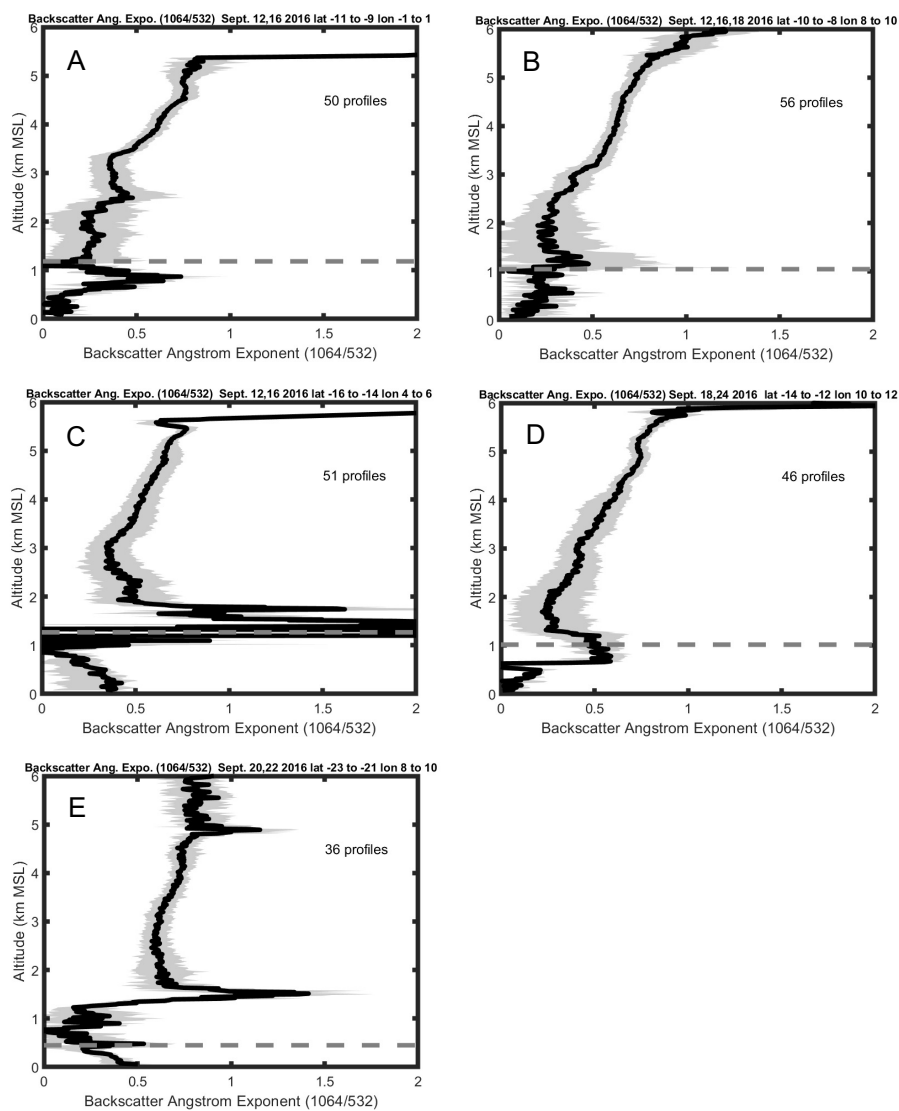 Backscatter Ang. Expo. (1064/532) Sept. 12,16 2016 lat -11 to -9 lon -1 to 1
A
50 profiles
Altitude (km MSL)
6
5
4
3
2
1
0
0
0.5
1
1.5
2
Backscatter Angstrom Exponent (1064/532)
Backscatter Ang. Expo. (1064/532) Sept. 12,16,18 2016 lat -10 to -8 lon 8 to 10
B
56 profiles
Altitude (km MSL)
6
5
4
3
2
1
0
0
0.5
1
1.5
2
Backscatter Angstrom Exponent (1064/532)
Backscatter Ang. Expo. (1064/532) Sept. 12,16 2016 lat -16 to -14 lon 4 to 6
C
51 profiles
Altitude (km MSL)
6
5
4
3
2
1
0
0
0.5
1
1.5
2
Backscatter Angstrom Exponent (1064/532)
Backscatter Ang. Expo. (1064/532) Sept. 18,24 2016 lat -14 to -12 lon 10 to 12
D
46 profiles
Altitude (km MSL)
6
5
4
3
2
1
0
0
0.5
1
1.5
2
Backscatter Angstrom Exponent (1064/532)
Backscatter Ang. Expo. (1064/532) Sept. 20,22 2016 lat -23 to -21 lon 8 to 10
E
36 profiles
Altitude (km MSL)
6
5
4
3
2
1
0
0
0.5
1
1.5
2
Backscatter Angstrom Exponent (1064/532)